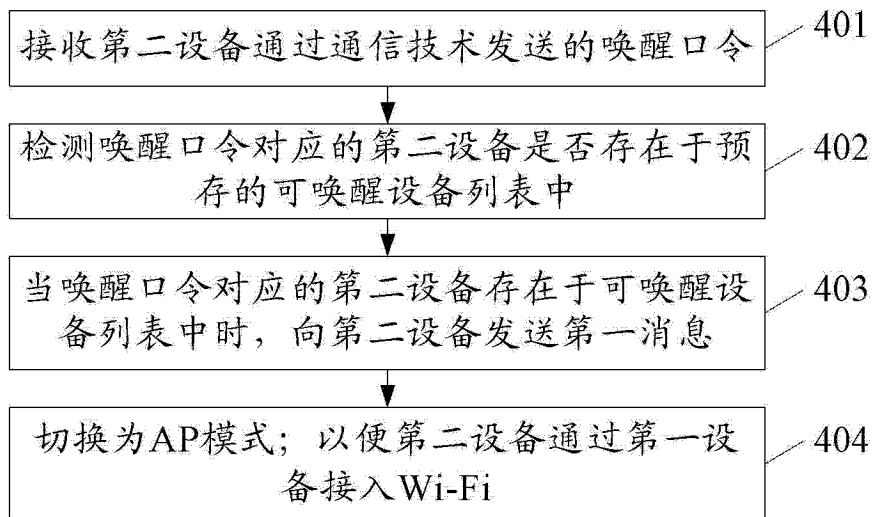 接收第二设备通过通信技术发送的唤醒口令
401
检测唤醒口令对应的第二设备是否存在于预
存的可唤醒设备列表中
402
当唤醒口令对应的第二设备存在于可唤醒设
备列表中时，向第二设备发送第一消息
403
切换为AP模式；以便第二设备通过第一设
备接入Wi-Fi
404